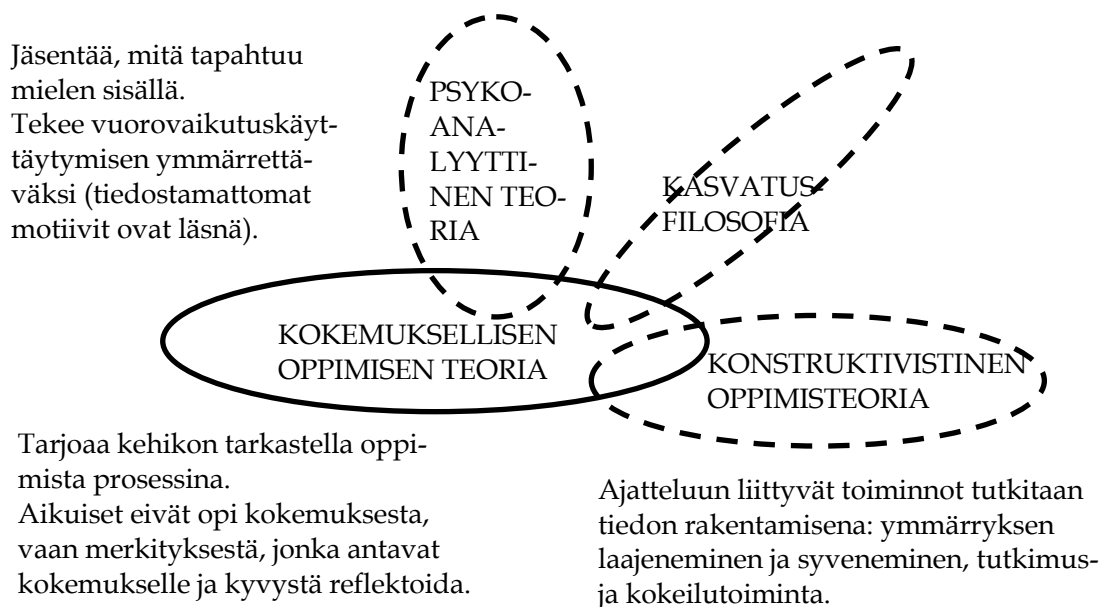 Jäsentää, mitä tapahtuu
mielen sisällä.
Tekee vuorovaikutuskäyt-
täytymisen ymmärrettä-
väksi (tiedostamattomat
motiivit ovat läsnä).
PSYKO-
ANA-
LYYTTI-
NEN TEO-
RIA
KASVATUS-
FILOSOFIA
KOKEMUKSELLISEN
OPPIMISEN TEORIA
KONSTRUKTIVISTINEN
OPPIMISTEORIA
Tarjoaa kehikon tarkastella oppi-
mista prosessina.
Aikuiset eivät opi kokemuksesta,
vaan merkityksestä, jonka antavat
kokemukselle ja kyvystä reflektoida.
Ajatteluun liittyvät toiminnot tutkitaan
tiedon rakentamisena: ymmärryksen
laajeneminen ja syveneminen, tutkimus-
ja kokeilutoiminta.